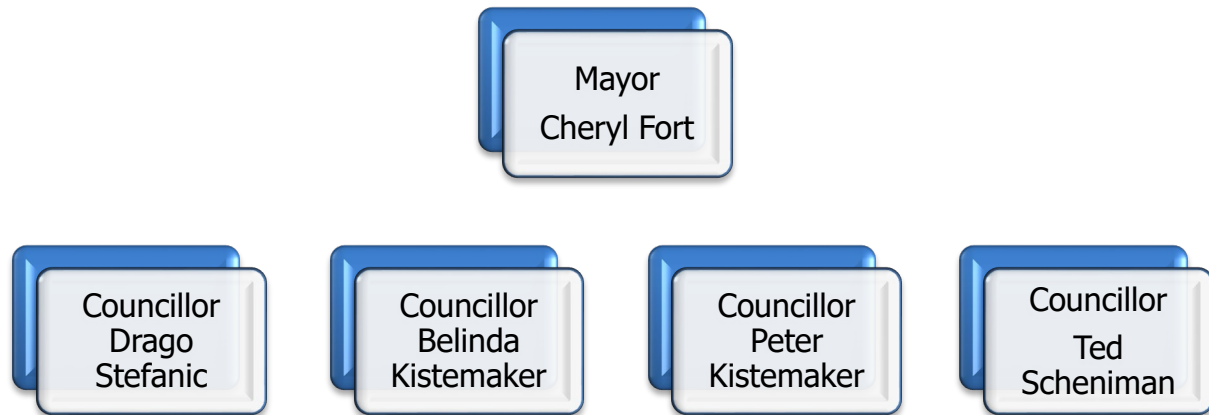 Mayor
Cheryl Fort
Councillor
Drago
Stefanic
Councillor
Belinda
Kistemaker
Councillor
Peter
Kistemaker
Councillor
Ted
Scheniman